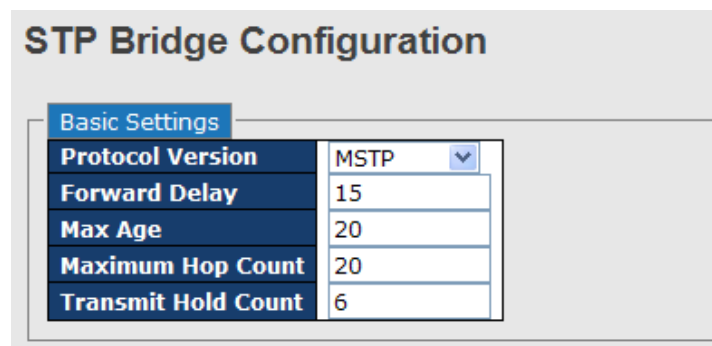 STP Bridge Configuration
Basic Settings
Protocol Version MSTP
Forward Delay 15
Max Age 20
Maximum Hop Count 20
Transmit Hold Count 6